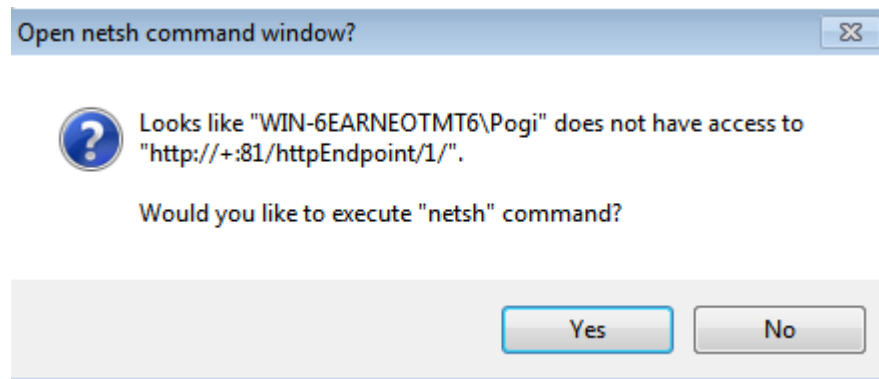 Open netsh command window?
Looks like "WIN-6EARNEOTMT6\Pogi" does not have access to
"http://+:81/httpEndpoint/1/".
Would you like to execute "netsh" command?
Yes No